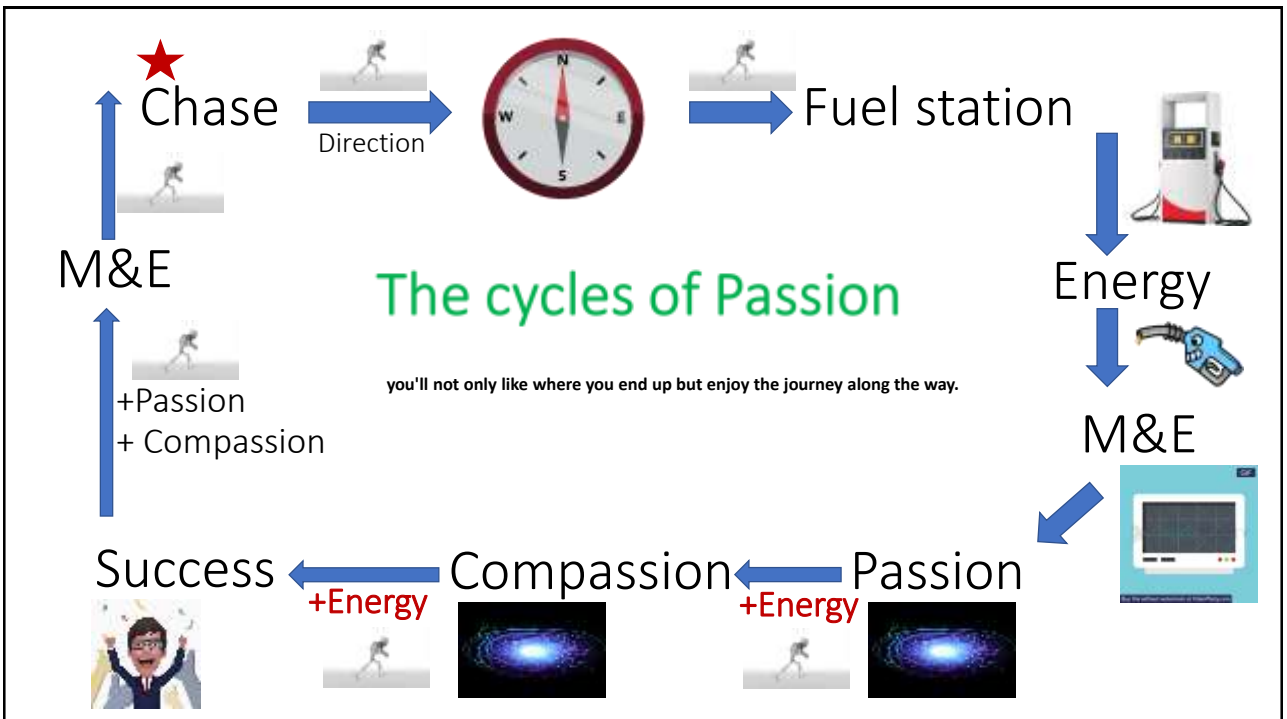 Chase
Direction
N
W
E
S
Fuel station
M&E
The cycles of Passion
Energy
you'll not only like where you end up but enjoy the journey along the way.
+Passion
+ Compassion
M&E
GIF
Success
+Energy
Compassion
+Energy
Passion